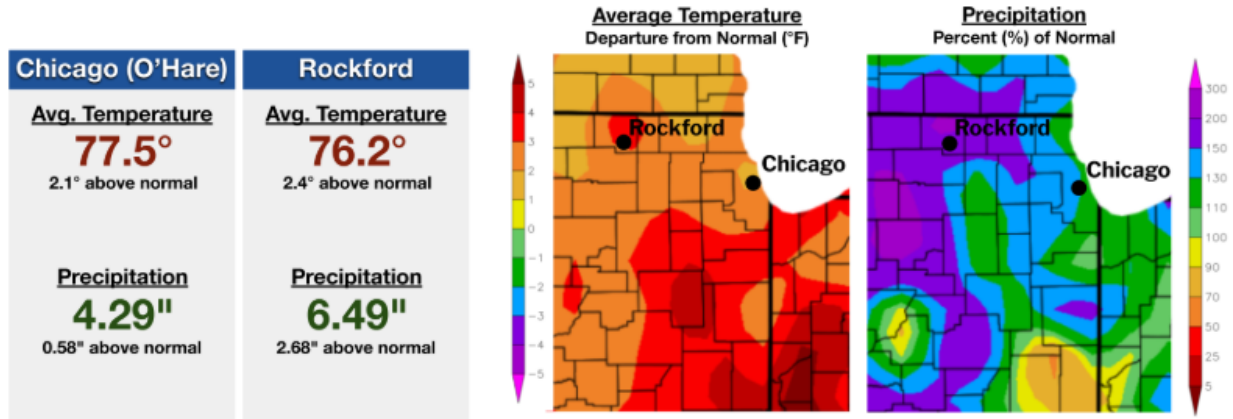 Chicago (O’Hare)
Avg. Temperature
77.5°
2.1° above normal
Precipitation
4.29"
0.58" above normal
Rockford
Avg. Temperature
76.2°
2.4° above normal
Precipitation
6.49"
2.68" above normal
Average Temperature
Departure from Normal (°F)
5
4
3
2
1
0
−1
−2
−3
−4
−5
Rockford
Chicago
Precipitation
Percent (%) of Normal
Rockford
Chicago
300
200
150
130
110
100
90
70
50
25
5